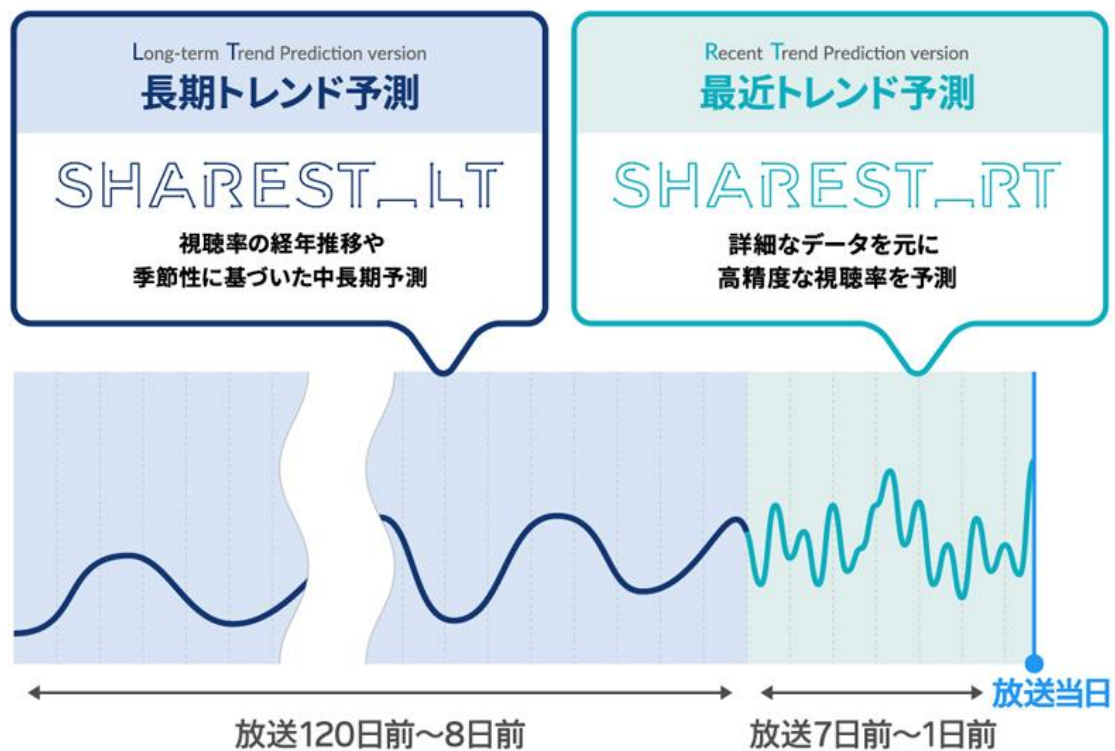 Long-term Trend Prediction version
長期トレンド予測
SHAREST_LT
視聴率の経年推移や
季節性に基づいた中長期予測
Recent Trend Prediction version
最近トレンド予測
SHAREST_RT
詳細なデータを元に
高精度な視聴率を予測
放送当日
放送120日前〜8日前
放送7日前〜1日前